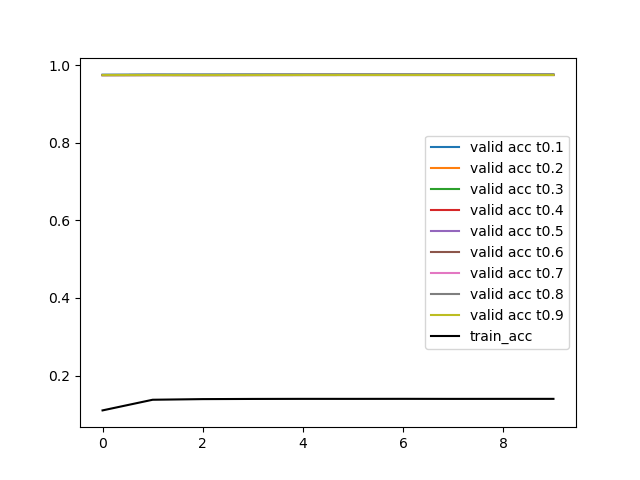 1.0
0.8
0.6
0.4
0.2
0
2
4
6
8
valid acc t0.1
valid acc t0.2
valid acc t0.3
valid acc t0.4
valid acc t0.5
valid acc t0.6
valid acc t0.7
valid acc t0.8
valid acc t0.9
train_acc